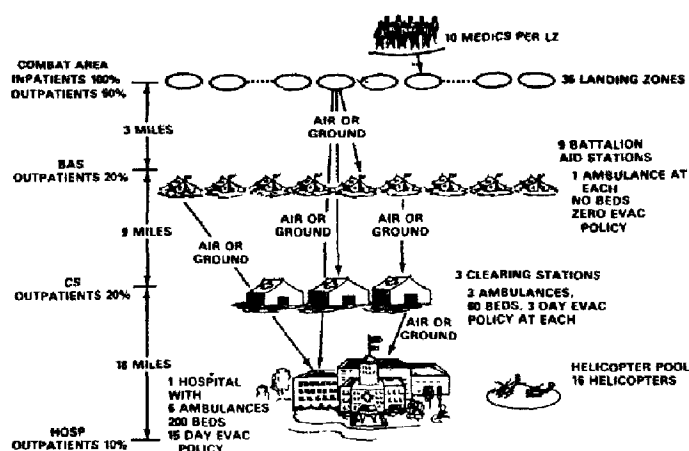 10 MEDICS PER LZ
COMBAT AREA
INPATIENTS 100%
OUTPATIENTS 50%
36 LANDING ZONES
3 MILES
AIR OR
GROUND
BAS
OUTPATIENTS 20%
9 BATTALION
AID STATIONS
1 AMBULANCE AT
EACH
NO BEDS
ZERO EVAC
POLICY
9 MILES
AIR OR
GROUND
AIR OR
GROUND
AIR OR
GROUND
CS
OUTPATIENTS 20%
3 CLEARING STATIONS
3 AMBULANCES,
60 BEDS, 3 DAY EVAC
POLICY AT EACH
AIR OR
GROUND
18 MILES
1 HOSPITAL
WITH
6 AMBULANCES
200 BEDS
15 DAY EVAC
POLICY
HELICOPTER POOL
16 HELICOPTERS
HOSP
OUTPATIENTS 10%